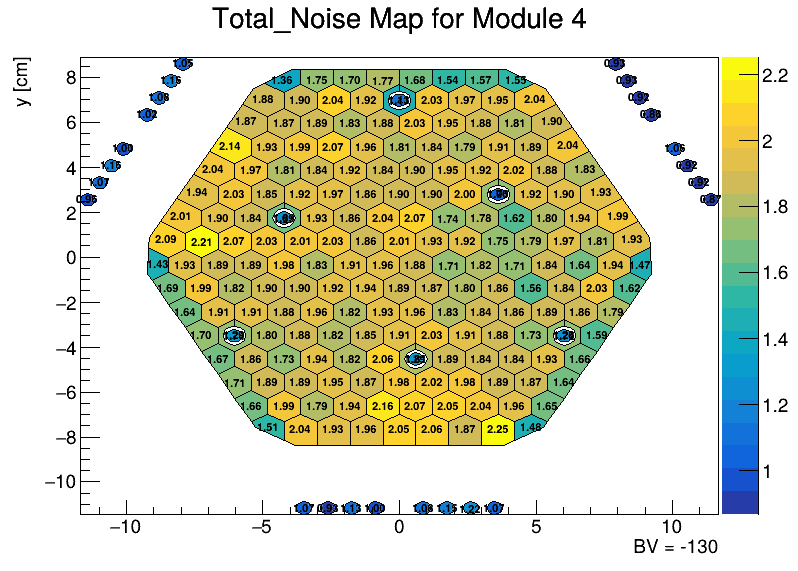 Total_Noise Map for Module 4
y [cm]
8
6
4
2
0
−2
−4
−6
−8
−10
−10 −5 0 5 10
2.2
2
1.8
1.6
1.4
1.2
1
BV = -130
1.36 1.75 1.70 1.77 1.68 1.54 1.57 1.55
1.88 1.90 2.04 1.92 2.03 1.97 1.95 2.04
1.87 1.87 1.89 1.83 1.88 2.03 1.95 1.88 1.81 1.90
2.14 1.93 1.99 2.07 1.96 1.81 1.84 1.79 1.91 1.89 2.04
2.04 1.97 1.81 1.84 1.92 1.94 1.90 1.95 1.92 2.02 1.88 1.83
1.94 2.03 1.85 1.92 1.97 1.86 1.90 1.90 2.00 1.92 1.90 1.93
2.01 1.90 1.84 1.93 1.86 2.04 2.07 1.74 1.78 1.62 1.80 1.94 1.99
2.09 2.21 2.07 2.03 2.01 2.03 1.86 2.01 1.93 1.92 1.75 1.79 1.97 1.81 1.93
1.43 1.93 1.89 1.89 1.98 1.83 1.91 1.96 1.88 1.71 1.82 1.71 1.84 1.64 1.94 1.47
1.69 1.99 1.82 1.90 1.90 1.92 1.94 1.92 1.75 1.80 1.86 1.56 1.84 2.03 1.62
1.64 1.91 1.91 1.88 1.96 1.82 1.93 1.96 1.82 1.90 1.92 1.89 1.86 1.79
1.70 1.86 1.88 1.90 1.82 1.85 1.91 2.03 1.91 1.88 1.73 1.59
1.67 1.86 1.73 1.94 1.82 2.06 1.89 1.84 1.84 1.93 1.66
1.71 1.89 1.89 1.95 1.87 1.98 2.02 1.98 1.89 1.87 1.64
1.66 1.99 1.79 1.94 2.16 2.07 2.05 2.04 1.96 1.65
1.51 2.04 1.93 1.96 2.05 2.06 1.87 2.25 1.48